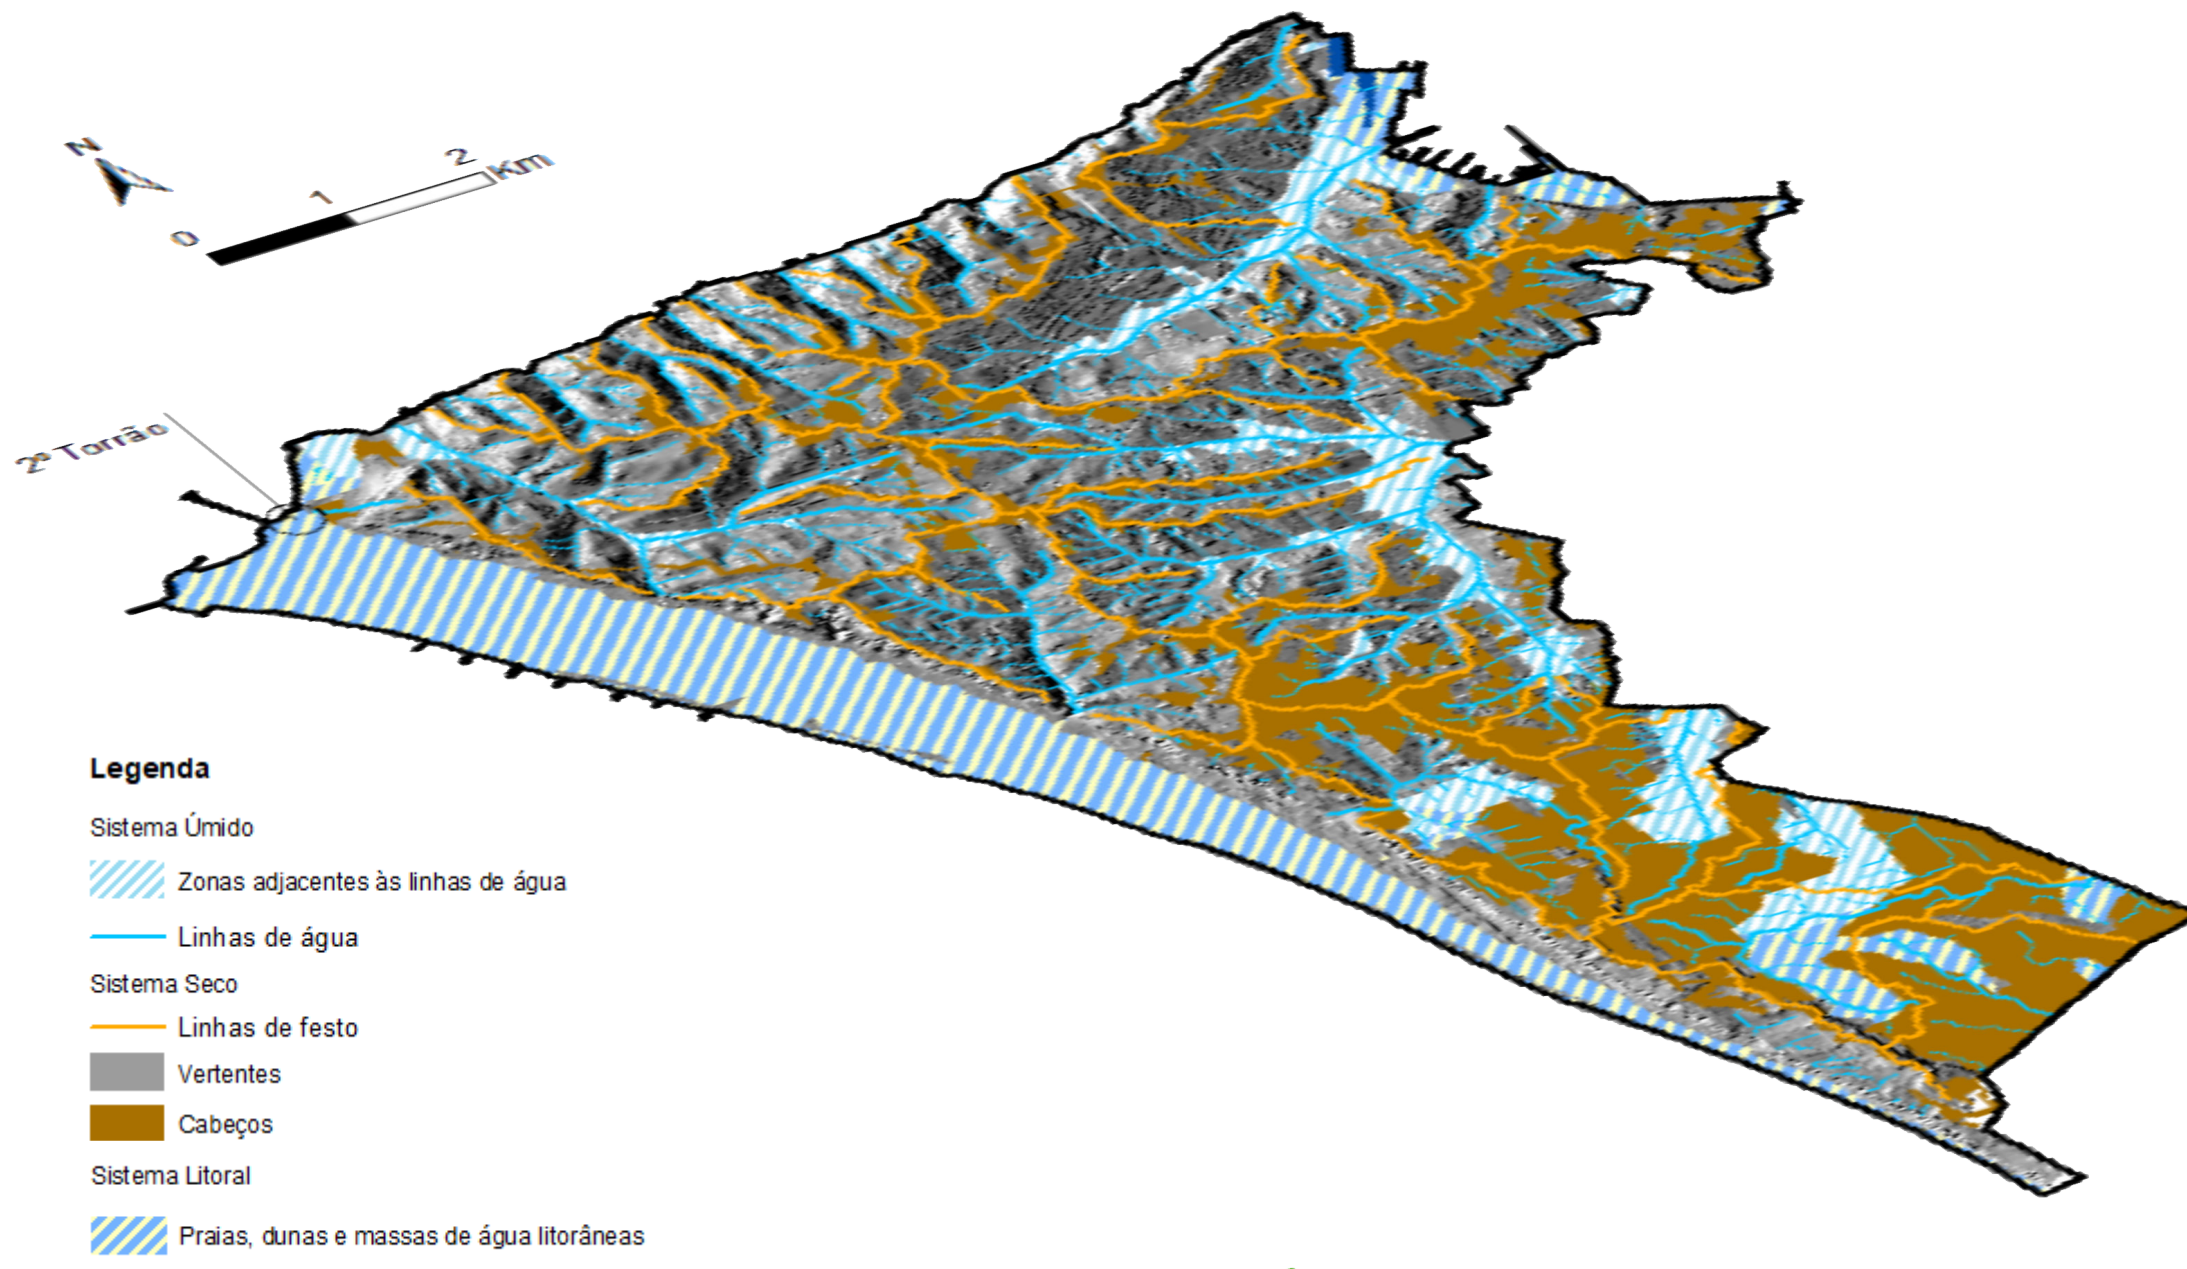 N
0 1 2 Km
2º Torrão
Legenda
Sistema Úmido
Zonas adjacentes às linhas de água
Linhas de água
Sistema Seco
Linhas de festo
Vertentes
Cabeços
Sistema Litoral
Praias, dunas e massas de água litorâneas